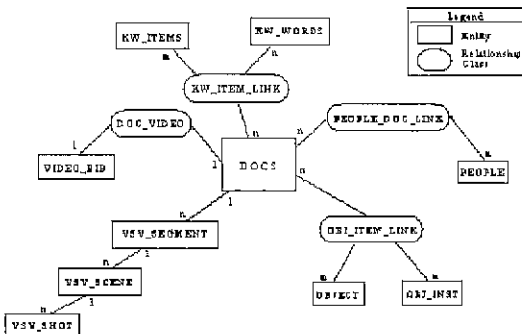 Legend
Entity
Relationship
Class
KW_ITEMS
KW_WORDS
m
n
KW_ITEM_LINK
n
DOC_VIDEO
PEOPLE_DOC_LINK
1
1
DOCS
n
m
VIDEO_BIB
PEOPLE
1
n
n
VSV_SEGMENT
OBJ_ITEM_LINK
1
n
VSV_SCENE
m
m
1
OBJECT
OBJ_INST
n
VSV_SHOT